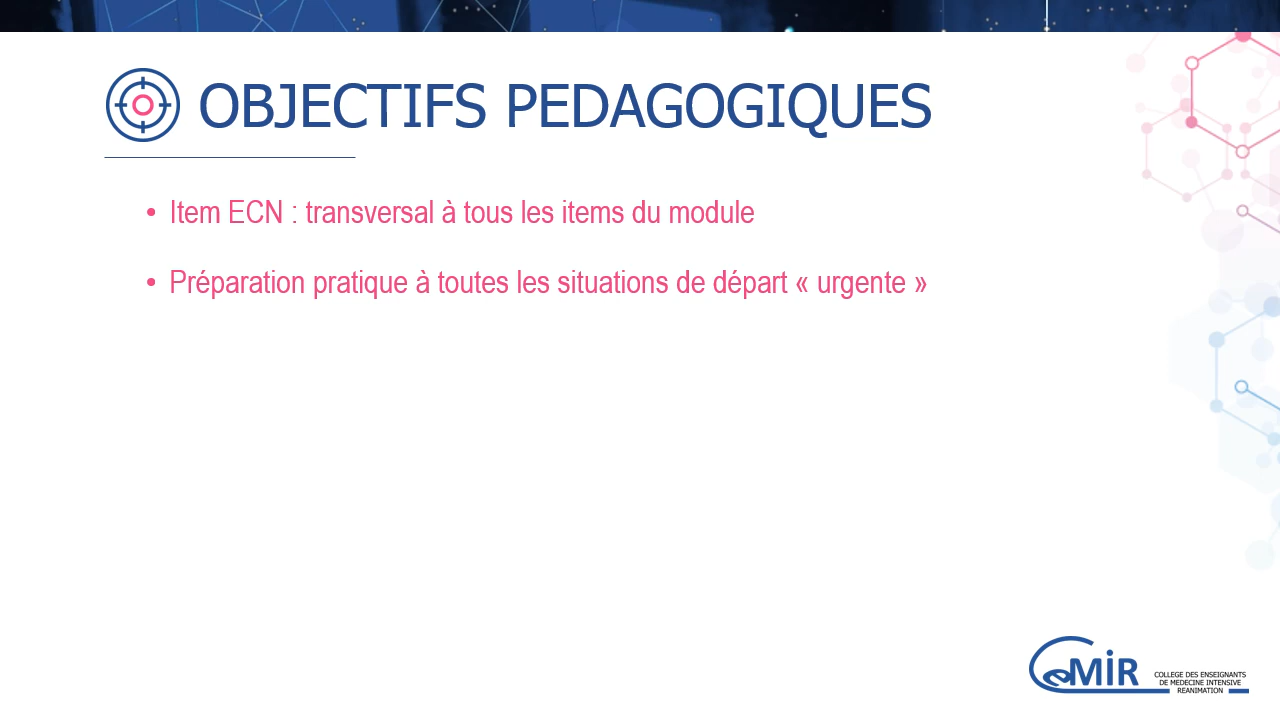 OBJECTIFS PEDAGOGIQUES
• Item ECN : transversal à tous les items du module
• Préparation pratique à toutes les situations de départ « urgente »
CeMIR
COLLEGE DES ENSEIGNANTS
DE MEDECINE INTENSIVE
REANIMATION